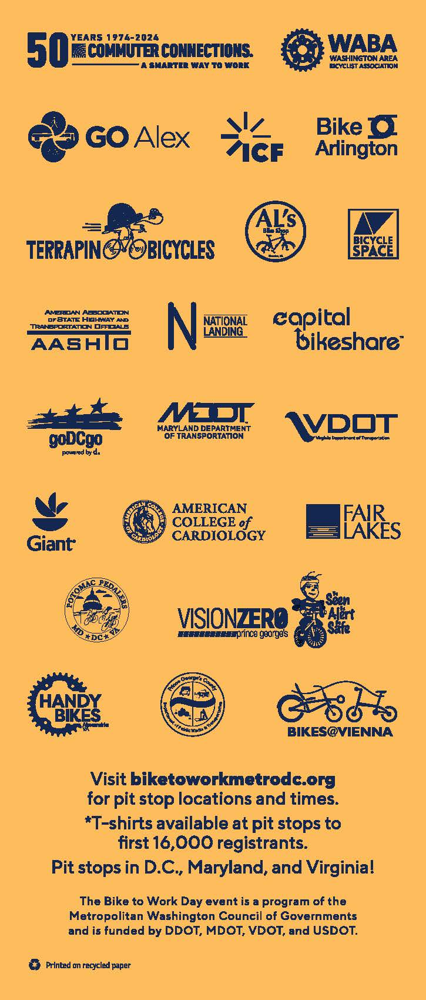 50 YEARS 1974-2024
COMMUTER CONNECTIONS.
A SMARTER WAY TO WORK
WABA
WASHINGTON AREA
BICYCLIST ASSOCIATION
GO Alex
ICF
Bike
Arlington
TERRAPIN BICYCLES
AL's
Bike Shop
BICYCLE
SPACE
AMERICAN ASSOCIATION
OF STATE HIGHWAY AND
TRANSPORTATION OFFICIALS
AASHTO
N NATIONAL
LANDING
capital
bikeshare™
goDCgo
powered by d.
MDOT
MARYLAND DEPARTMENT
OF TRANSPORTATION
VDOT
Virginia Department of Transportation
Giant
AMERICAN COLLEGE OF CARDIOLOGY
AMERICAN
COLLEGE of
CARDIOLOGY
FAIR
LAKES
POTOMAC PEDALERS
MD ★ DC ★ VA
VISIONZERO
prince george's
Be Seen
Be Alert
Be Safe
HANDY
BIKES
Alexandria
VA
Prince George's County
Department of Public Works & Transportation
BIKES@VIENNA
Visit biketoworkmetrodc.org
for pit stop locations and times.
*T-shirts available at pit stops to
first 16,000 registrants.
Pit stops in D.C., Maryland, and Virginia!
The Bike to Work Day event is a program of the
Metropolitan Washington Council of Governments
and is funded by DDOT, MDOT, VDOT, and USDOT.
Printed on recycled paper